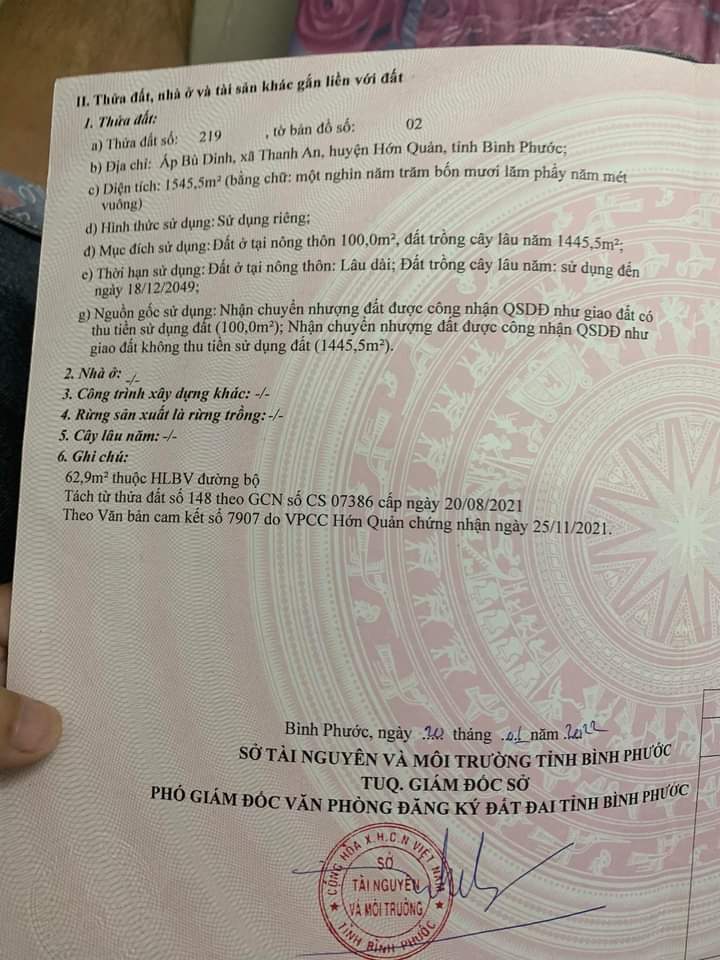 II. Thửa đất, nhà ở và tài sản khác gắn liền với đất
1. Thửa đất:
a) Thửa đất số: 219 , tờ bản đồ số: 02
b) Địa chỉ: Ấp Bù Dinh, xã Thanh An, huyện Hớn Quản, tỉnh Bình Phước;
c) Diện tích: 1545,5m² (bằng chữ: một nghìn năm trăm bốn mươi lăm phẩy năm mét
vuông)
d) Hình thức sử dụng: Sử dụng riêng;
đ) Mục đích sử dụng: Đất ở tại nông thôn 100,0m², đất trồng cây lâu năm 1445,5m²;
e) Thời hạn sử dụng: Đất ở tại nông thôn: Lâu dài; Đất trồng cây lâu năm: sử dụng đến
ngày 18/12/2049;
g) Nguồn gốc sử dụng: Nhận chuyển nhượng đất được công nhận QSDĐ như giao đất có
thu tiền sử dụng đất (100,0m²); Nhận chuyển nhượng đất được công nhận QSDĐ như
giao đất không thu tiền sử dụng đất (1445,5m²).
2. Nhà ở: -/-
3. Công trình xây dựng khác: -/-
4. Rừng sản xuất là rừng trồng: -/-
5. Cây lâu năm: -/-
6. Ghi chú:
62,9m² thuộc HLBV đường bộ
Tách từ thửa đất số 148 theo GCN số CS 07386 cấp ngày 20/08/2021
Theo Văn bản cam kết số 7907 do VPCC Hớn Quản chứng nhận ngày 25/11/2021.
Bình Phước, ngày 20 tháng 01 năm 2022
SỞ TÀI NGUYÊN VÀ MÔI TRƯỜNG TỈNH BÌNH PHƯỚC
TUQ. GIÁM ĐỐC SỞ
PHÓ GIÁM ĐỐC VĂN PHÒNG ĐĂNG KÝ ĐẤT ĐAI TỈNH BÌNH PHƯỚC
CỘNG HÒA X.H.C.N VIỆT NAM
SỞ
TÀI NGUYÊN
VÀ MÔI TRƯỜNG
TỈNH BÌNH PHƯỚC